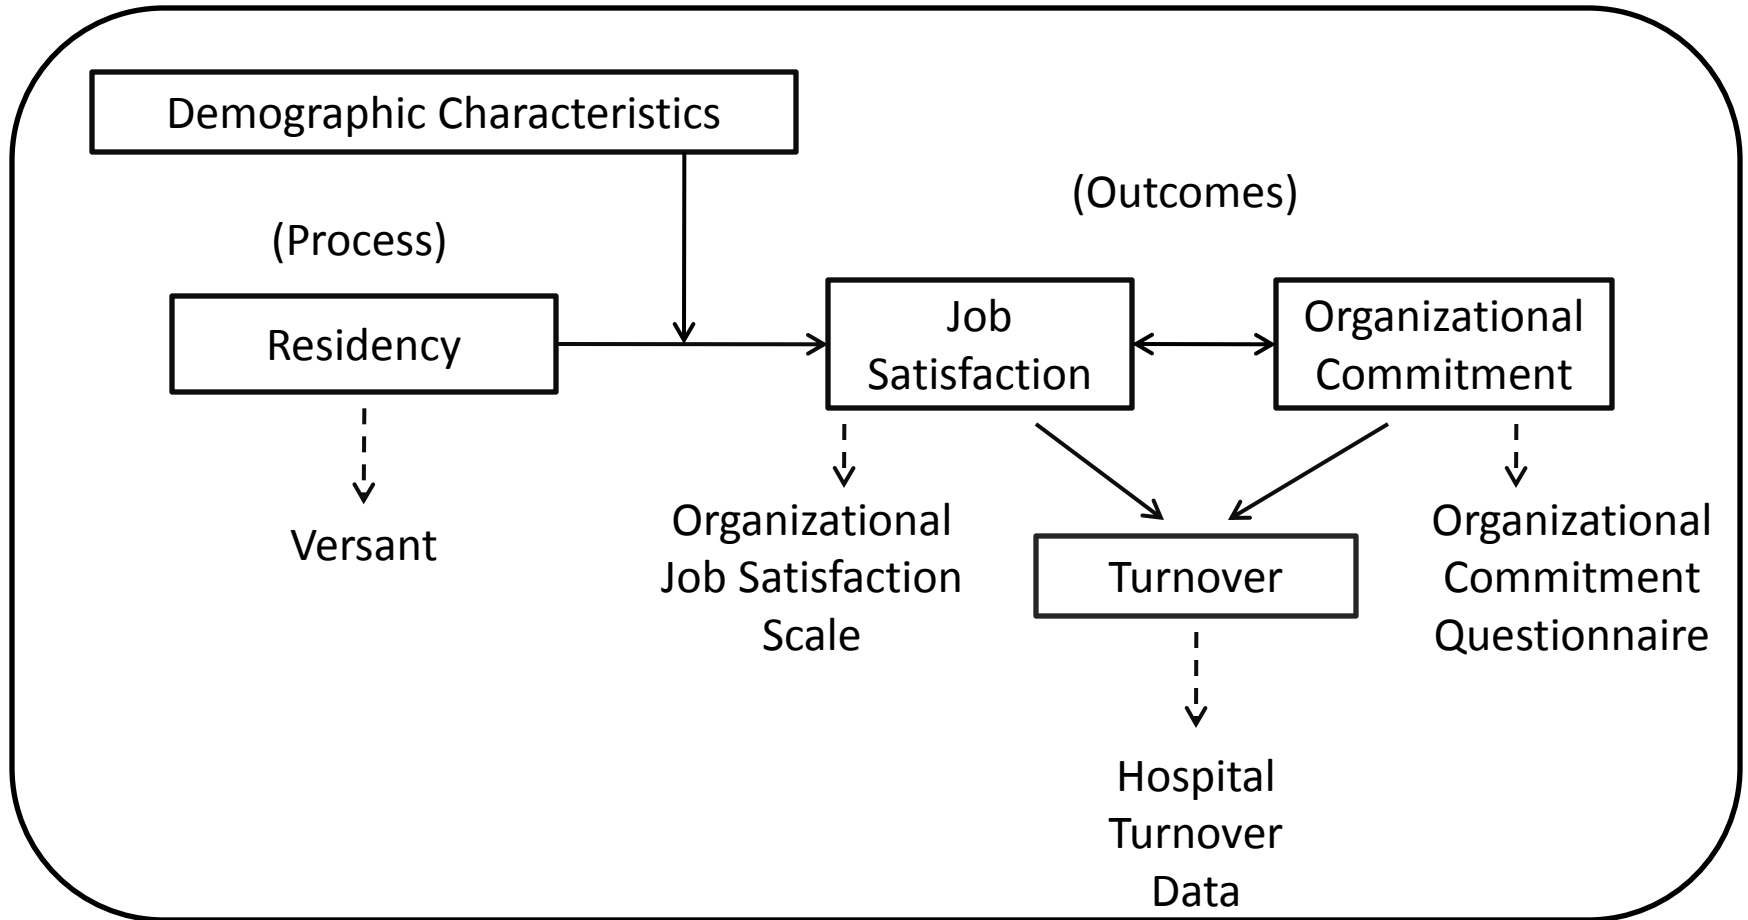 Demographic Characteristics
(Outcomes)
(Process)
Residency
Job
Satisfaction
Organizational
Commitment
Versant
Organizational
Job Satisfaction
Scale
Turnover
Organizational
Commitment
Questionnaire
Hospital
Turnover
Data